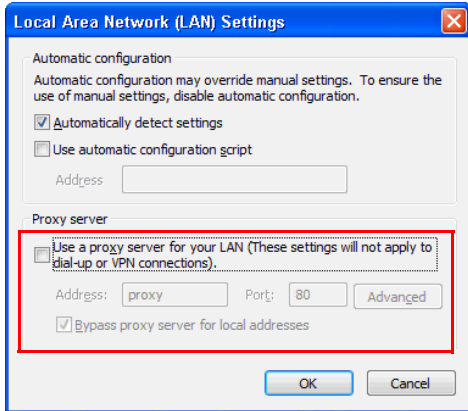 Local Area Network (LAN) Settings
Automatic configuration
Automatic configuration may override manual settings. To ensure the
use of manual settings, disable automatic configuration.
Automatically detect settings
Use automatic configuration script
Address
Proxy server
Use a proxy server for your LAN (These settings will not apply to
dial-up or VPN connections).
Address: proxy Port: 80 Advanced
Bypass proxy server for local addresses
OK Cancel